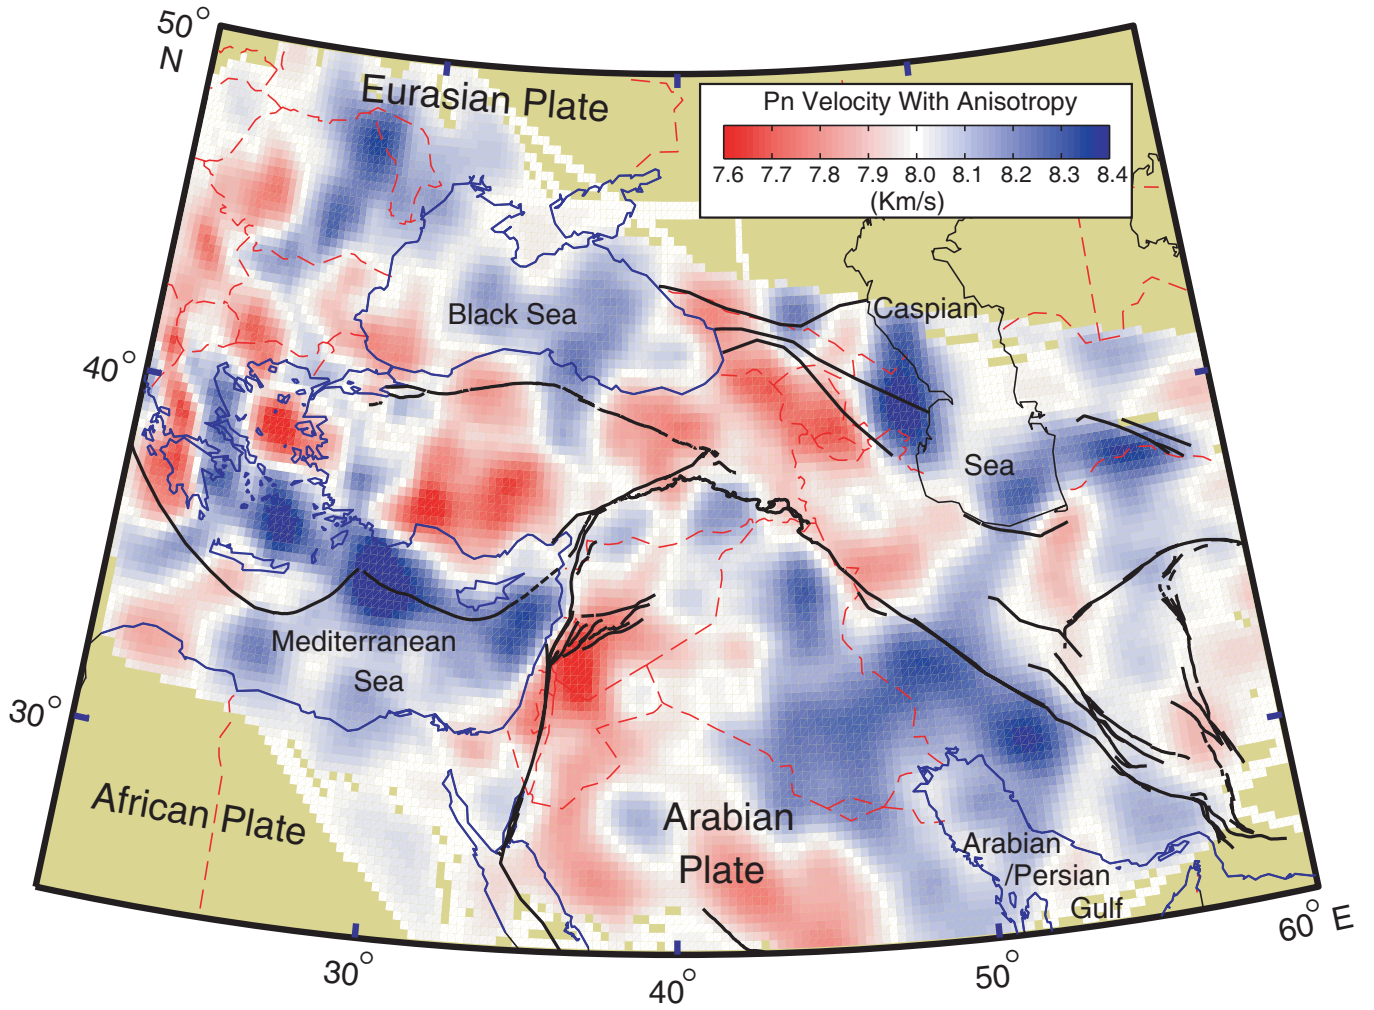 50°
N
Eurasian Plate
Pn Velocity With Anisotropy
7.6 7.7 7.8 7.9 8.0 8.1 8.2 8.3 8.4
(Km/s)
Black Sea
Caspian
40°
Sea
Mediterranean
Sea
30°
African Plate
Arabian
Plate
Arabian
/Persian
Gulf
60° E
30°
40°
50°